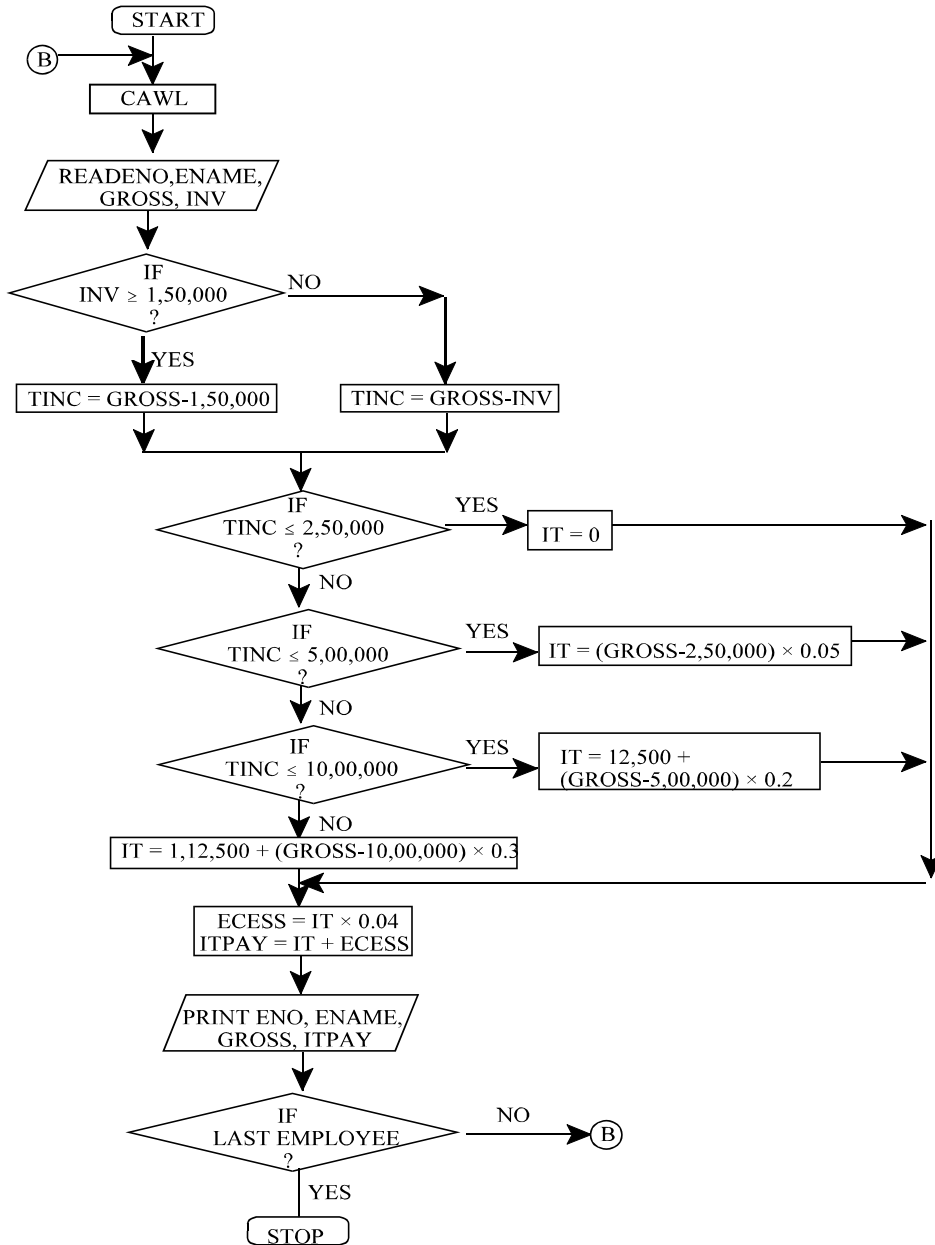 START
B
CAWL
READENO,ENAME,
GROSS, INV
IF
INV ≥ 1,50,000
?
NO
YES
TINC = GROSS-1,50,000
TINC = GROSS-INV
IF
TINC ≤ 2,50,000
?
YES
IT = 0
NO
IF
TINC ≤ 5,00,000
?
YES
IT = (GROSS-2,50,000) × 0.05
NO
IF
TINC ≤ 10,00,000
?
YES
IT = 12,500 +
(GROSS-5,00,000) × 0.2
NO
IT = 1,12,500 + (GROSS-10,00,000) × 0.3
ECESS = IT × 0.04
ITPAY = IT + ECESS
PRINT ENO, ENAME,
GROSS, ITPAY
IF
LAST EMPLOYEE
?
NO
B
YES
STOP